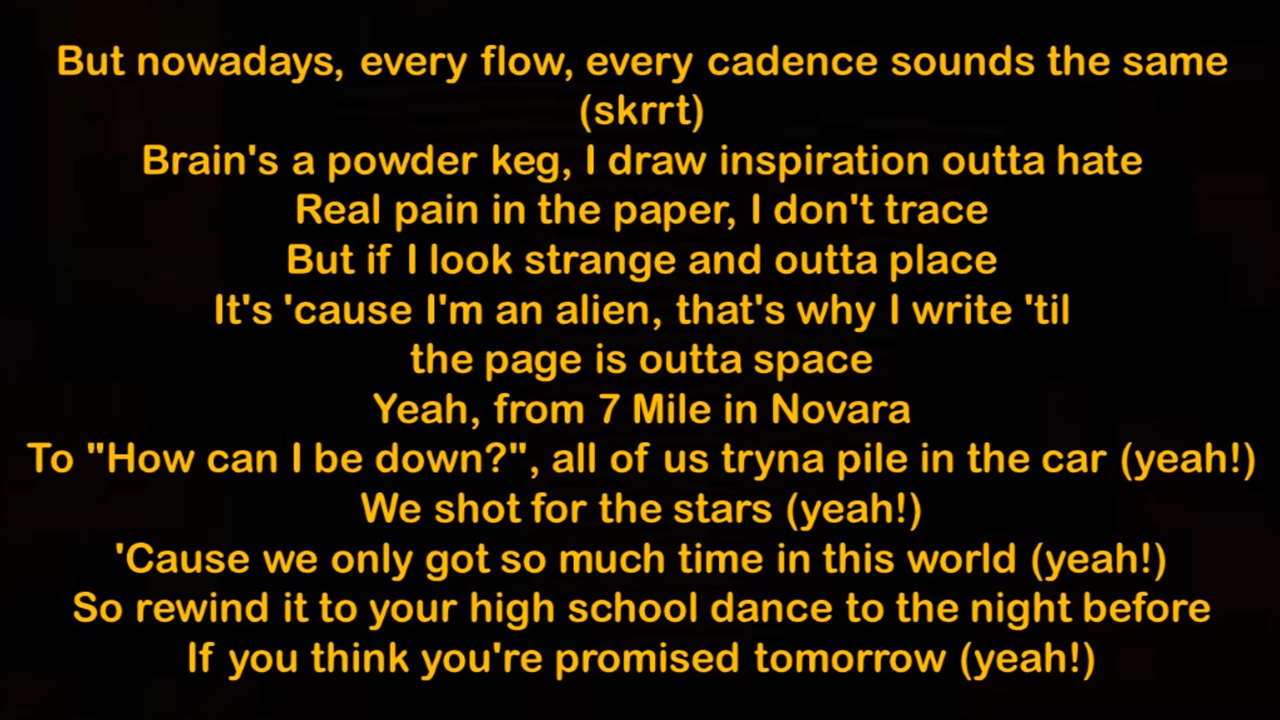 But nowadays, every flow, every cadence sounds the same
(skrrt)
Brain's a powder keg, I draw inspiration outta hate
Real pain in the paper, I don't trace
But if I look strange and outta place
It's 'cause I'm an alien, that's why I write 'til
the page is outta space
Yeah, from 7 Mile in Novara
To "How can I be down?", all of us tryna pile in the car (yeah!)
We shot for the stars (yeah!)
'Cause we only got so much time in this world (yeah!)
So rewind it to your high school dance to the night before
If you think you're promised tomorrow (yeah!)